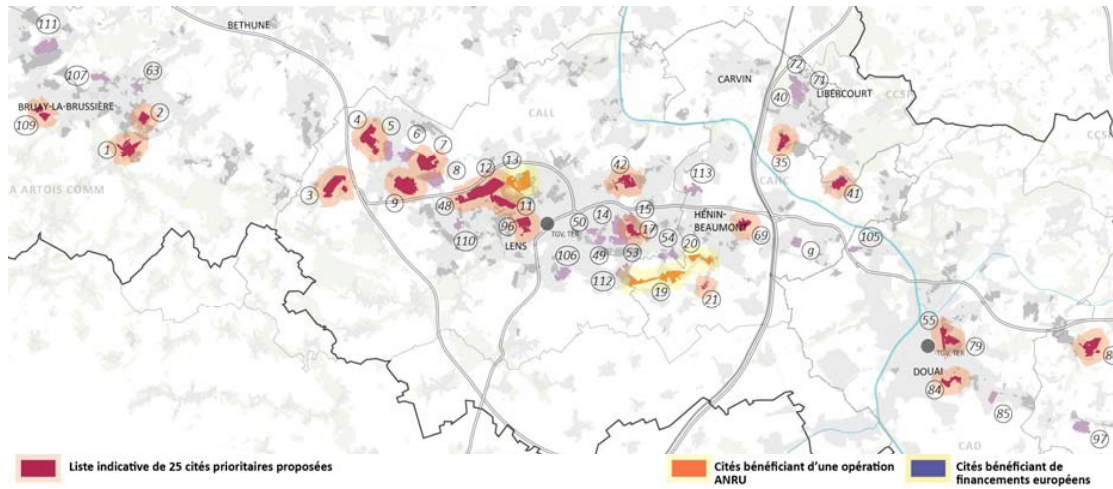 111
BETHUNE
107
63
BRUAY-LA-BRUSSIÈRE
2
109
1
A ARTOIS COMM
4
5
6
7
8
CALL
12
13
3
9
48
11
96
LENS
110
TGV, TER
50
14
15
42
113
17
49
53
54
HÉNIN-
BEAUMONT
20
69
106
112
19
21
CARVIN
72
71
40
LIBERCOURT
35
41
CAHC
g
105
55
TGV, TER
79
DOUAI
84
85
97
CAD
Liste indicative de 25 cités prioritaires proposées
Cités bénéficiant d'une opération
ANRU
Cités bénéficiant de
financements européens